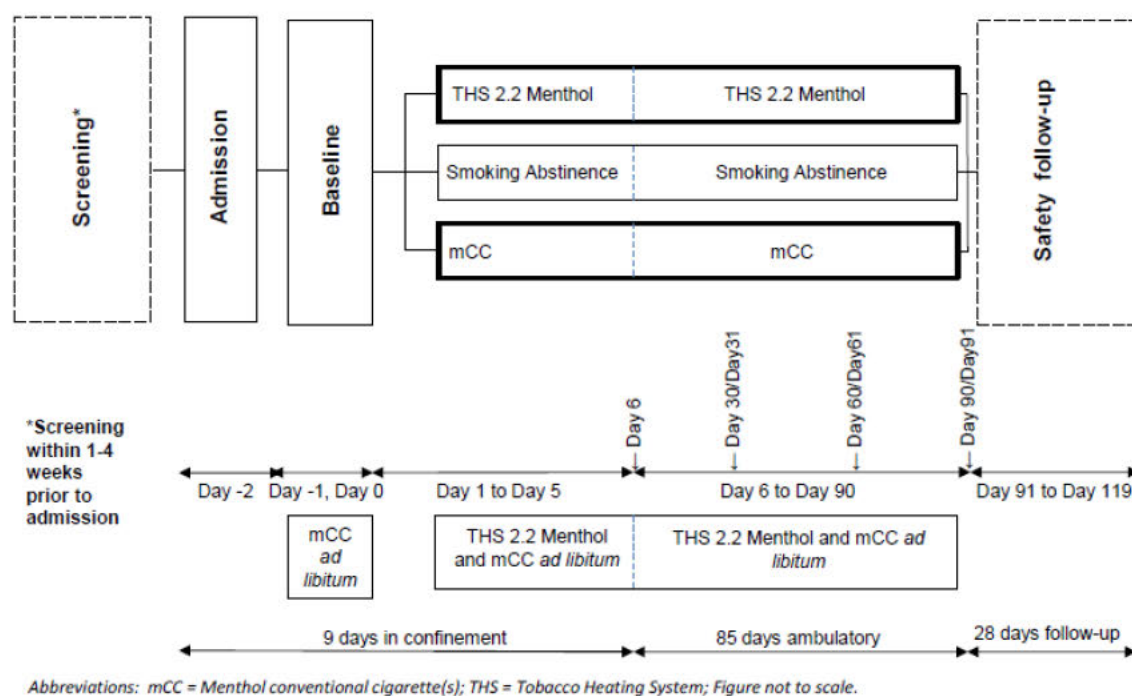 Screening*
Admission
Baseline
THS 2.2 Menthol
THS 2.2 Menthol
Smoking Abstinence
Smoking Abstinence
mCC
mCC
Safety follow-up
←Day 6
←Day 30/Day31
←Day 60/Day61
←Day 90/Day91
*Screening
within 1-4
weeks
prior to
admission
Day -2
Day -1, Day 0
Day 1 to Day 5
Day 6 to Day 90
Day 91 to Day 119
mCC
ad
libitum
THS 2.2 Menthol
and mCC ad libitum
THS 2.2 Menthol and mCC ad
libitum
9 days in confinement
85 days ambulatory
28 days follow-up
Abbreviations: mCC = Menthol conventional cigarette(s); THS = Tobacco Heating System; Figure not to scale.